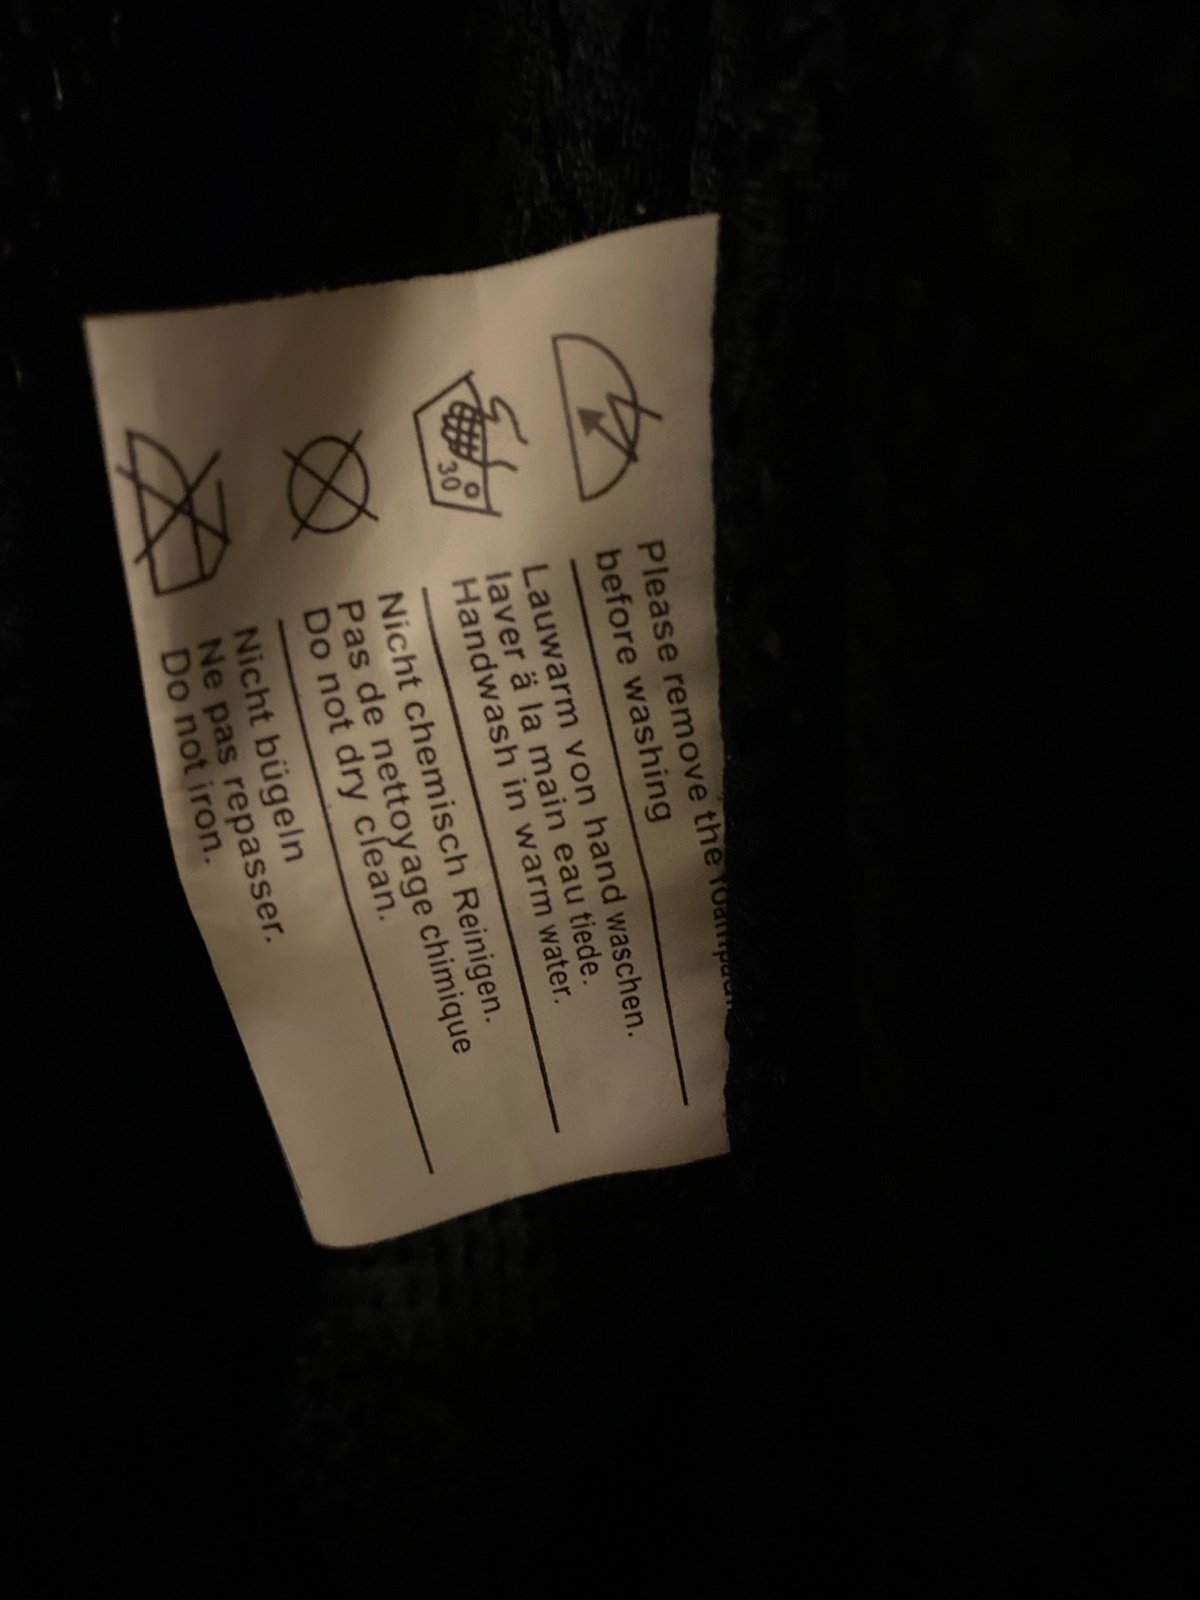 Please remove the foampads
before washing
30°
Lauwarm von hand waschen.
laver ä la main eau tiede.
Handwash in warm water.
Nicht chemisch Reinigen.
Pas de nettoyage chimique
Do not dry clean.
Nicht bügeln
Ne pas repasser.
Do not iron.